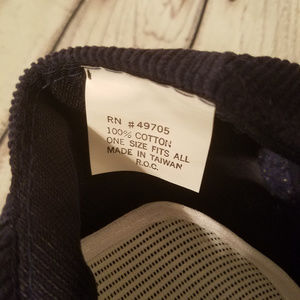 RN #49705
100% COTTON
ONE SIZE FITS ALL
MADE IN TAIWAN
R.O.C.